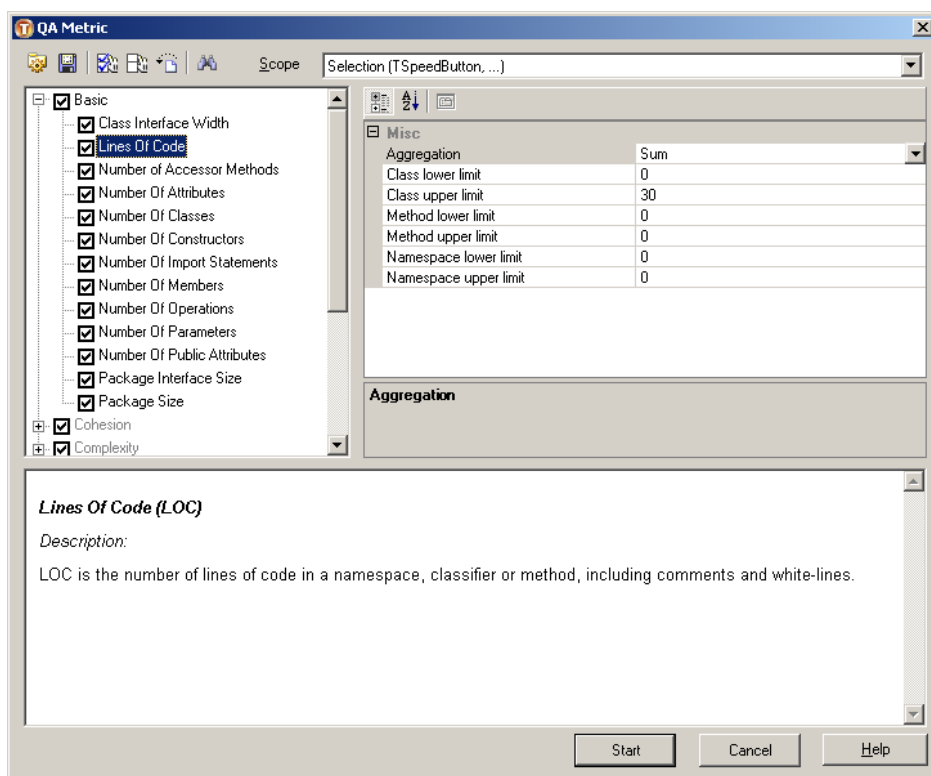 QA Metric
Scope Selection (TSpeedButton, ...)
Basic
Class Interface Width
Lines Of Code
Number of Accessor Methods
Number Of Attributes
Number Of Classes
Number Of Constructors
Number Of Import Statements
Number Of Members
Number Of Operations
Number Of Parameters
Number Of Public Attributes
Package Interface Size
Package Size
Cohesion
Complexity
Misc
Aggregation Sum
Class lower limit 0
Class upper limit 30
Method lower limit 0
Method upper limit 0
Namespace lower limit 0
Namespace upper limit 0
Aggregation
Lines Of Code (LOC)
Description:
LOC is the number of lines of code in a namespace, classifier or method, including comments and white-lines.
Start Cancel Help